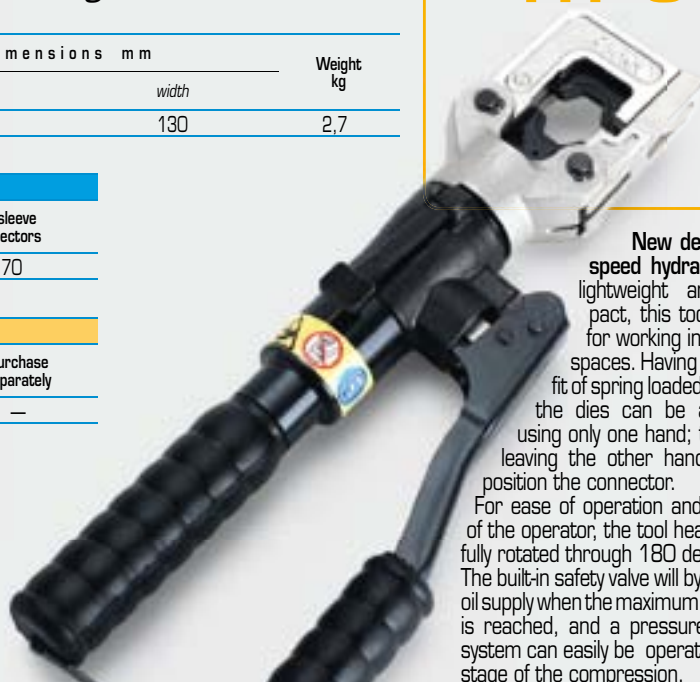 mensions mm
Weight
kg
width
130
2,7
sleeve
ectors
70
urchase
parately
—
New de
speed hydra
lightweight ar
pact, this too
for working in
spaces. Having
fit of spring loaded
the dies can be a
using only one hand; t
leaving the other hand
position the connector.
For ease of operation and
of the operator, the tool hea
fully rotated through 180 de
The built-in safety valve will by
oil supply when the maximum
is reached, and a pressure
system can easily be operat
stage of the compression.